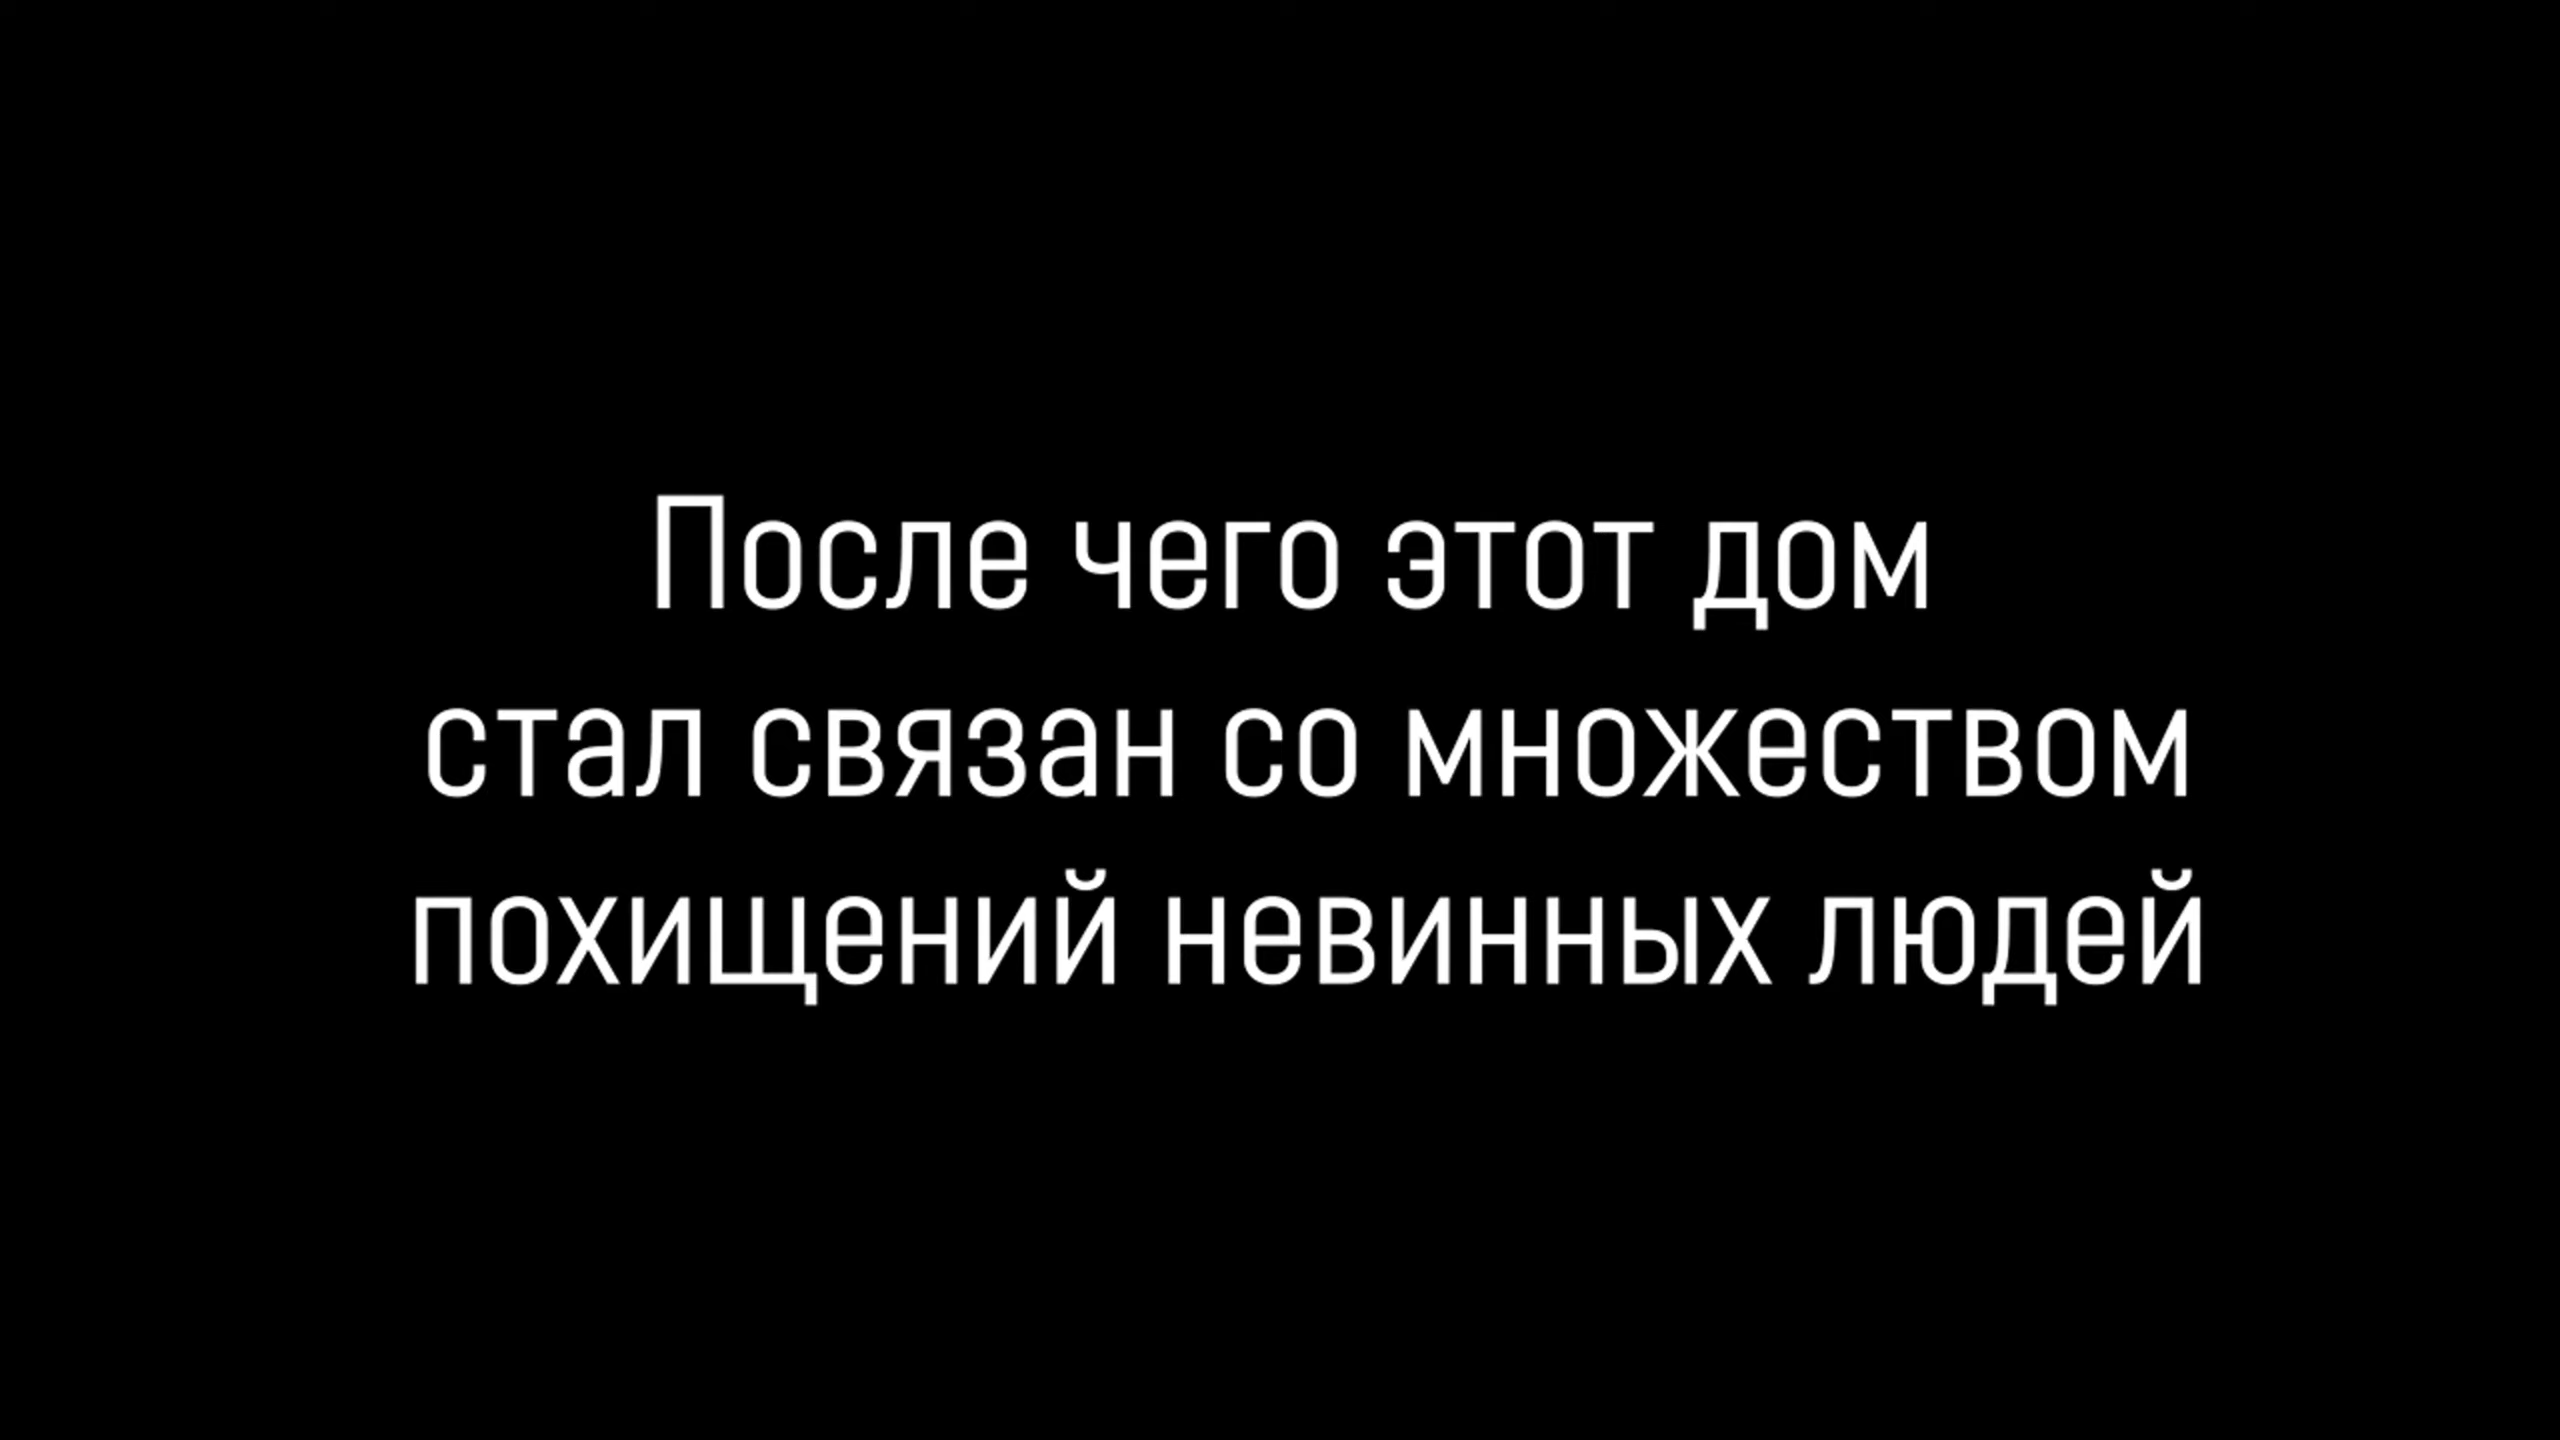 После чего этот дом
стал связан со множеством
похищений невинных людей